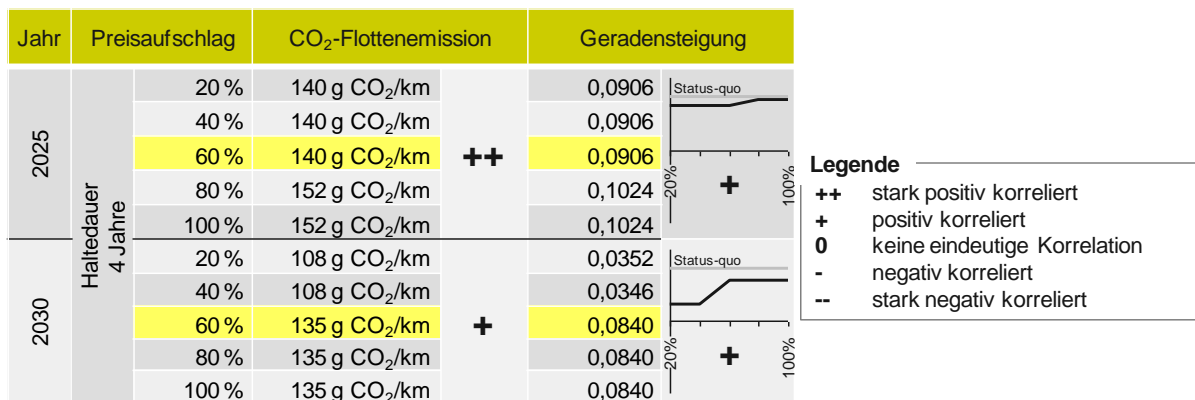 Jahr Preisaufschlag CO₂-Flottenemission Geradensteigung
2025
Haltedauer
4 Jahre
20 % 140 g CO₂/km 0,0906
40 % 140 g CO₂/km 0,0906
60 % 140 g CO₂/km ++ 0,0906
80 % 152 g CO₂/km 0,1024
100 % 152 g CO₂/km 0,1024
Status-quo
20% + 100%
2030
20 % 108 g CO₂/km 0,0352
40 % 108 g CO₂/km 0,0346
60 % 135 g CO₂/km + 0,0840
80 % 135 g CO₂/km 0,0840
100 % 135 g CO₂/km 0,0840
Status-quo
20% + 100%
Legende
++ stark positiv korreliert
+ positiv korreliert
0 keine eindeutige Korrelation
- negativ korreliert
-- stark negativ korreliert